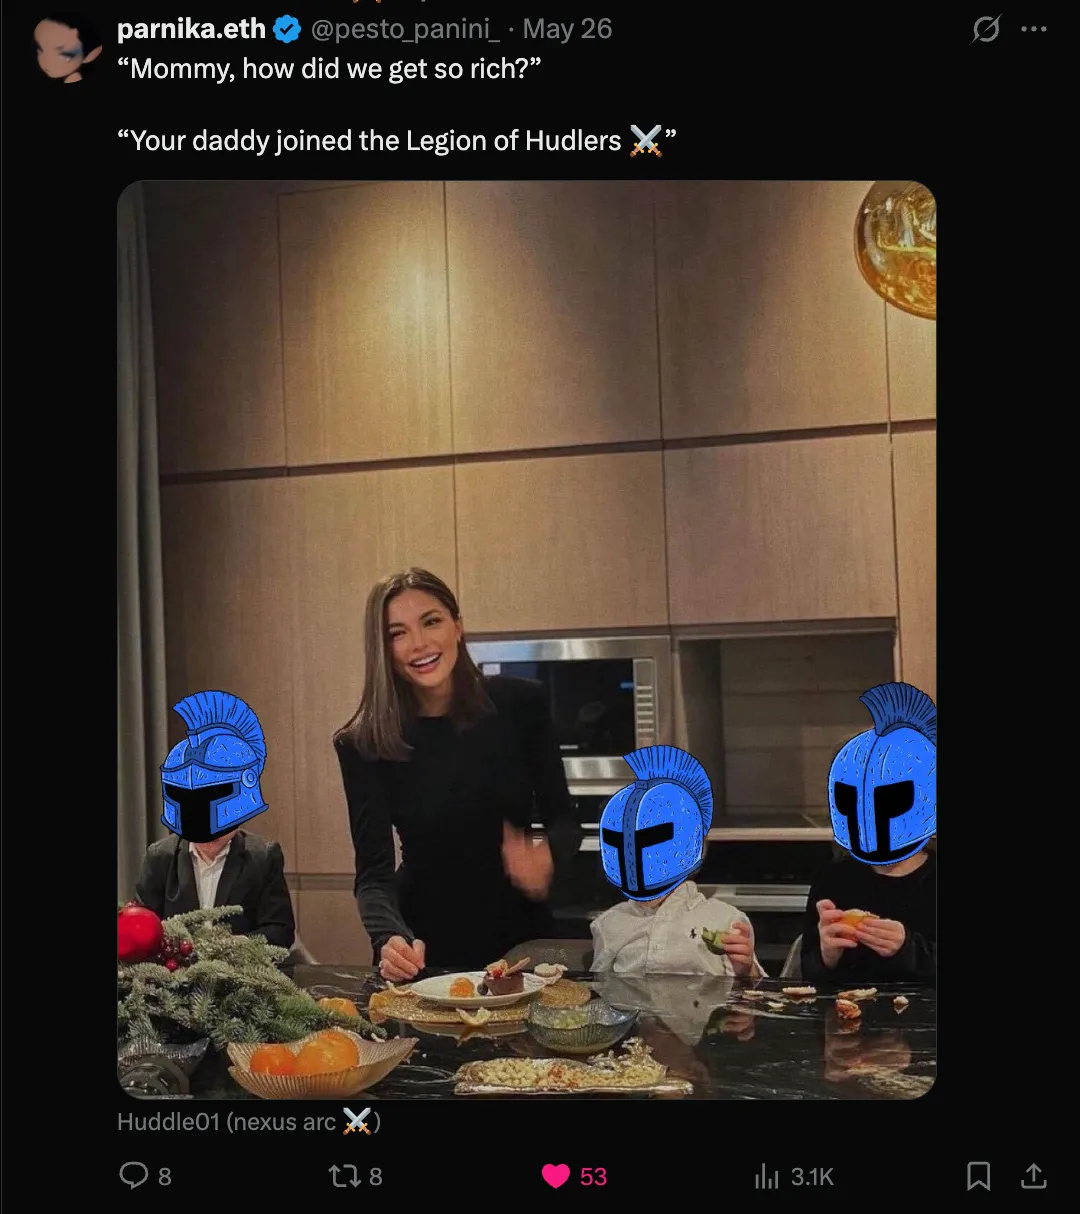 parnika.eth @pesto_panini_ · May 26
“Mommy, how did we get so rich?”
“Your daddy joined the Legion of Hudlers ⚔️”
Huddle01 (nexus arc ⚔️)
8 8 53 3.1K